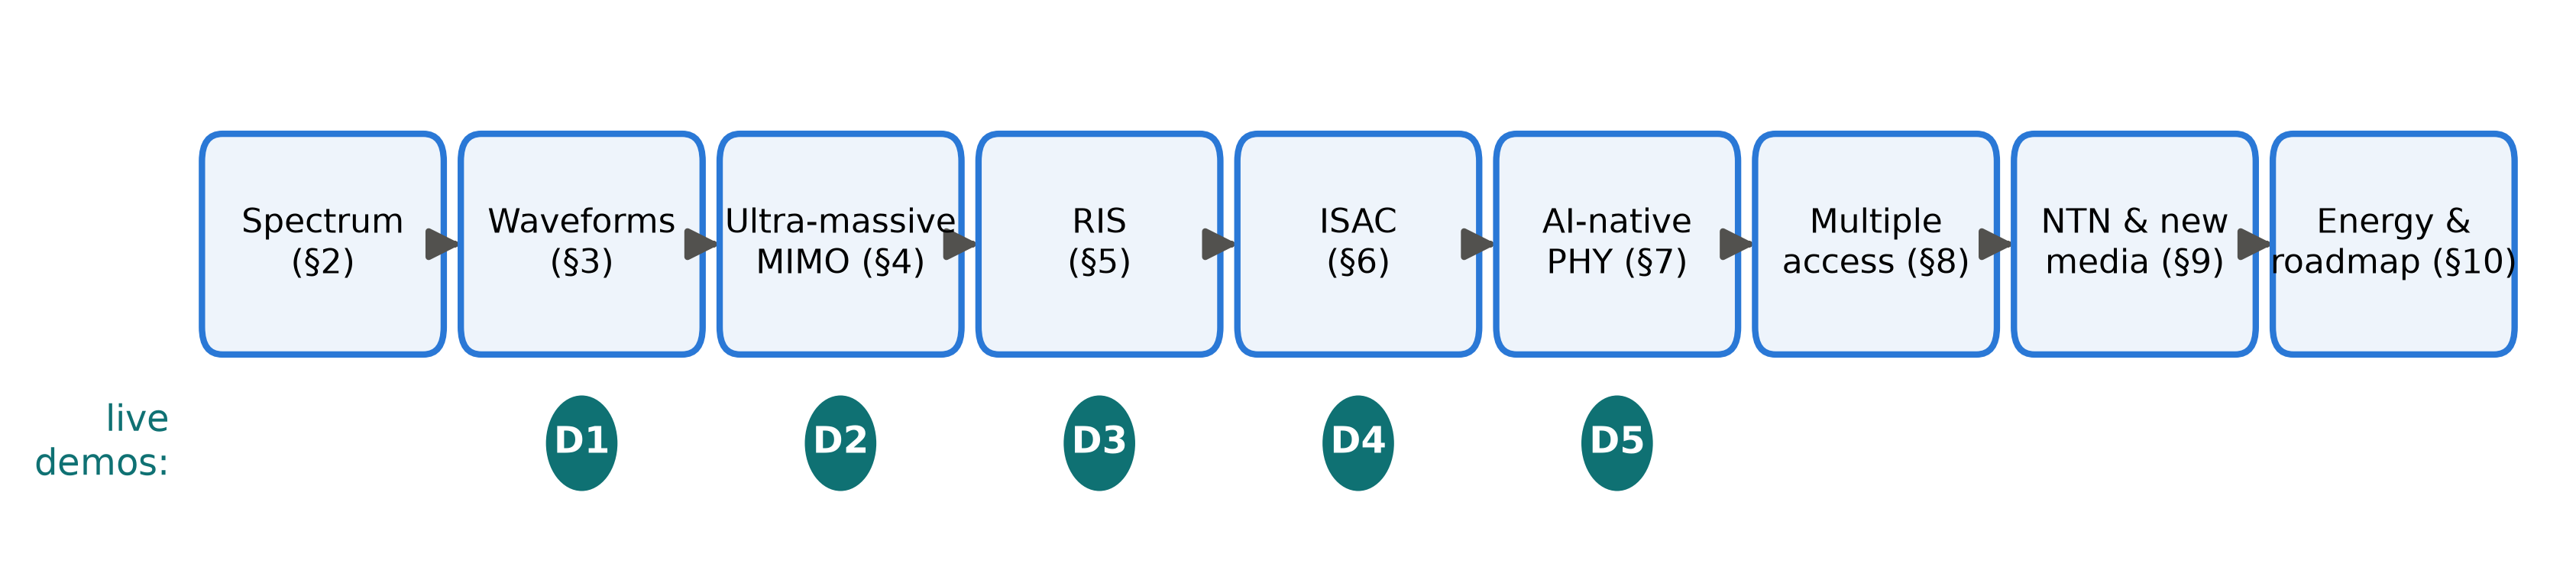 Spectrum
(§2)
Waveforms
(§3)
Ultra-massive
MIMO (§4)
RIS
(§5)
ISAC
(§6)
AI-native
PHY (§7)
Multiple
access (§8)
NTN & new
media (§9)
Energy &
roadmap (§10)
live
demos:
D1
D2
D3
D4
D5